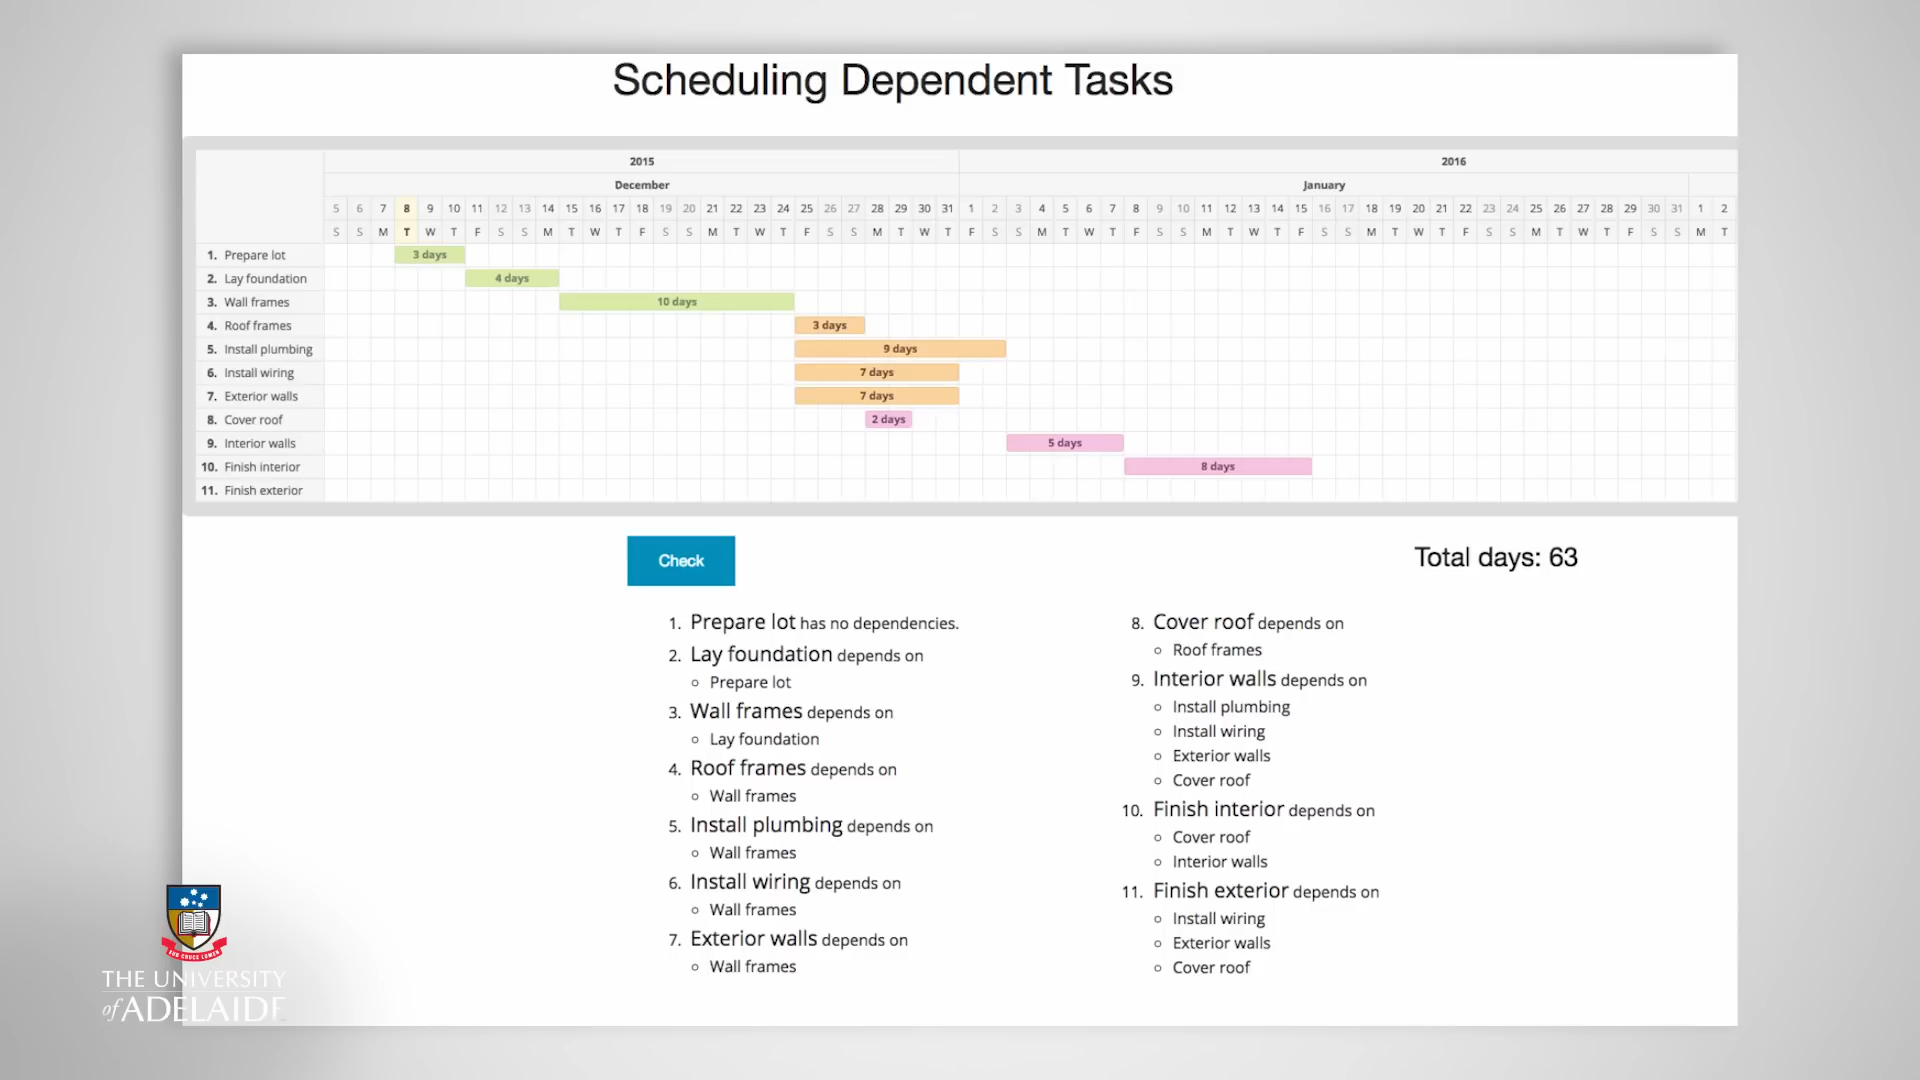 Scheduling Dependent Tasks
2015 2016
December January
5 6 7 8 9 10 11 12 13 14 15 16 17 18 19 20 21 22 23 24 25 26 27 28 29 30 31 1 2 3 4 5 6 7 8 9 10 11 12 13 14 15 16 17 18 19 20 21 22 23 24 25 26 27 28 29 30 31 1 2
S S M T W T F S S M T W T F S S M T W T F S S M T W T F S S M T W T F S S M T W T F S S M T W T F S S M T W T F S S M T
1. Prepare lot 3 days
2. Lay foundation 4 days
3. Wall frames 10 days
4. Roof frames 3 days
5. Install plumbing 9 days
6. Install wiring 7 days
7. Exterior walls 7 days
8. Cover roof 2 days
9. Interior walls 5 days
10. Finish interior 8 days
11. Finish exterior
Check
Total days: 63
1. Prepare lot has no dependencies.
2. Lay foundation depends on
Prepare lot
3. Wall frames depends on
Lay foundation
4. Roof frames depends on
Wall frames
5. Install plumbing depends on
Wall frames
6. Install wiring depends on
Wall frames
7. Exterior walls depends on
Wall frames
8. Cover roof depends on
Roof frames
9. Interior walls depends on
Install plumbing
Install wiring
Exterior walls
Cover roof
10. Finish interior depends on
Cover roof
Interior walls
11. Finish exterior depends on
Install wiring
Exterior walls
Cover roof
SUB CRUCE LUMEN
THE UNIVERSITY
of ADELAIDE